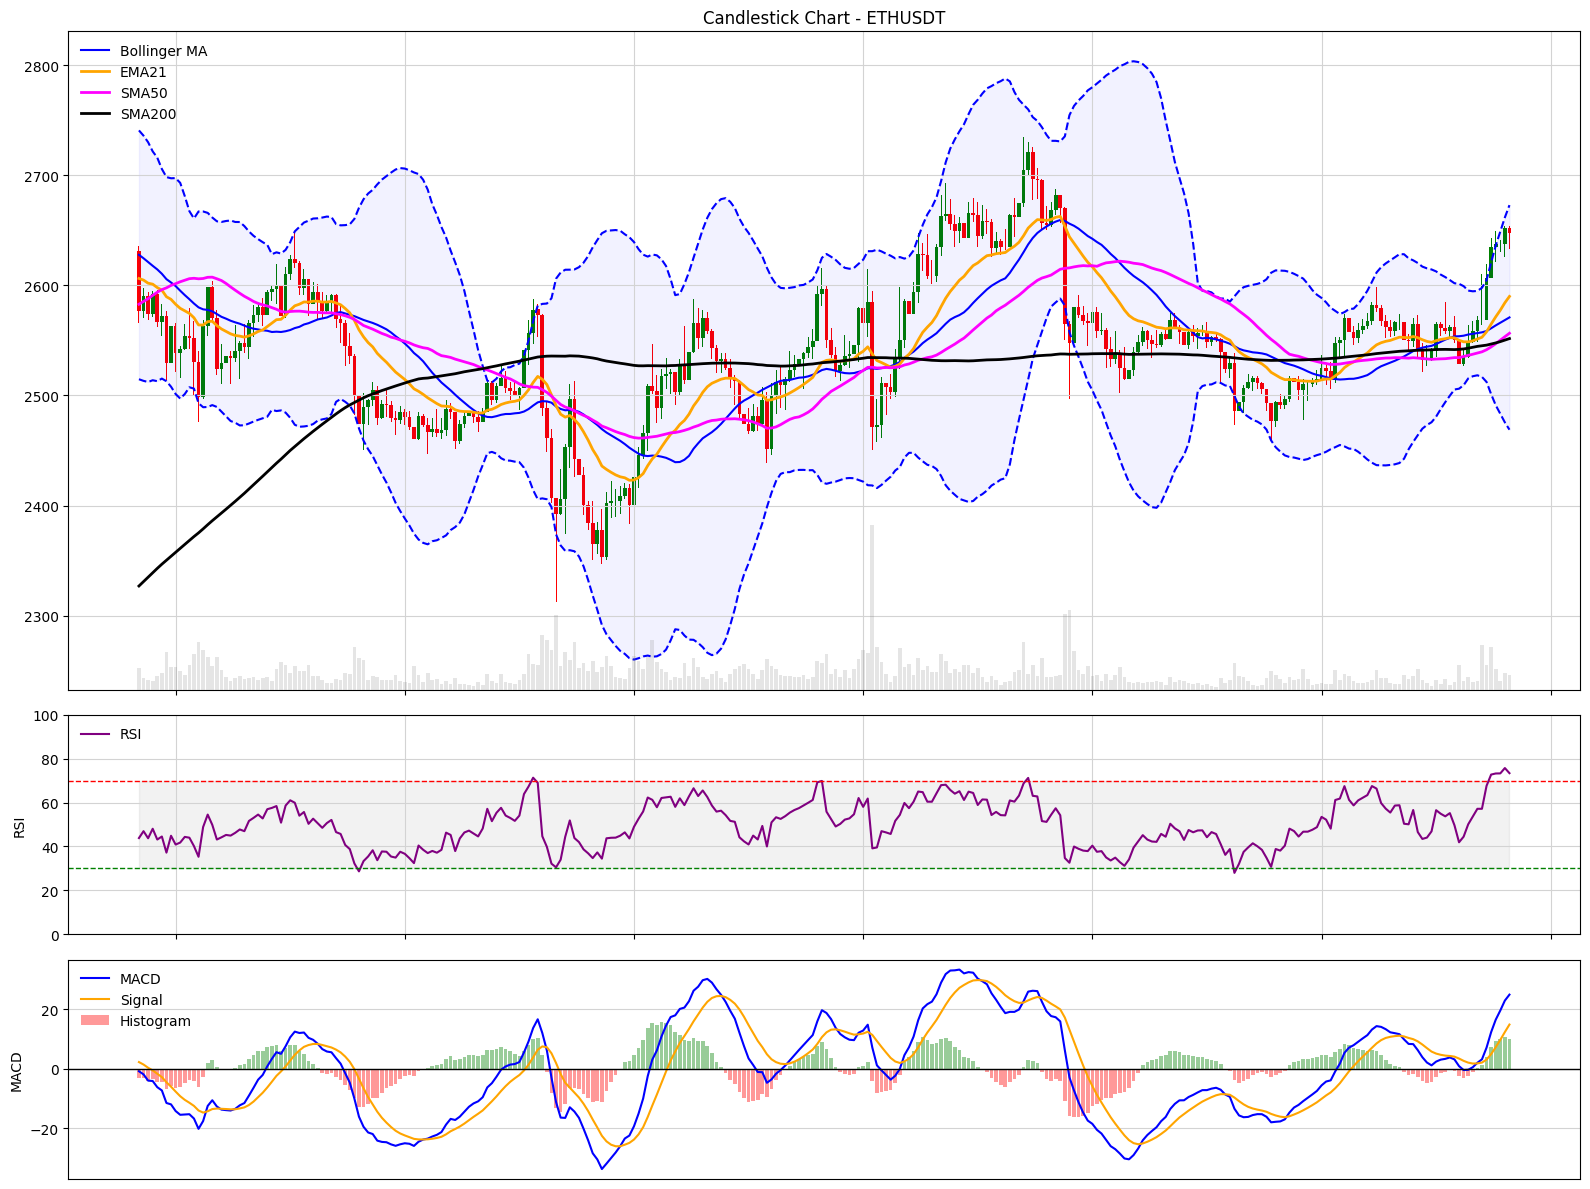 Candlestick Chart - ETHUSDT
Bollinger MA
EMA21
SMA50
SMA200
2800
2700
2600
2500
2400
2300
RSI
100
80
60
40
20
0
RSI
MACD
Signal
Histogram
20
0
−20
MACD